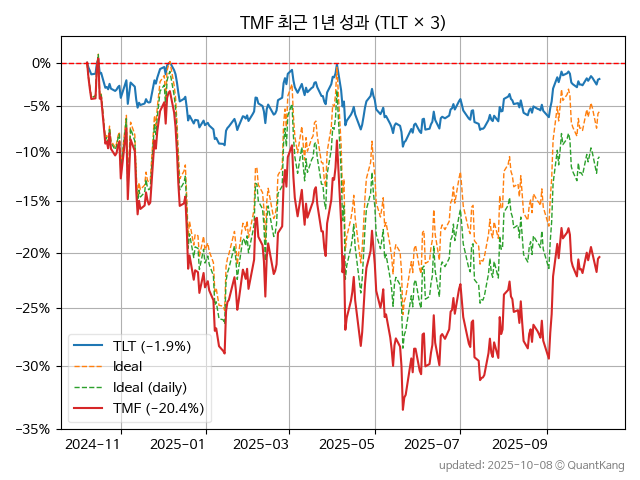 TMF 최근 1년 성과 (TLT × 3)
0%
−5%
−10%
−15%
−20%
−25%
−30%
−35%
TLT (−1.9%)
Ideal
Ideal (daily)
TMF (−20.4%)
2024-11 2025-01 2025-03 2025-05 2025-07 2025-09
updated: 2025-10-08 © QuantKang